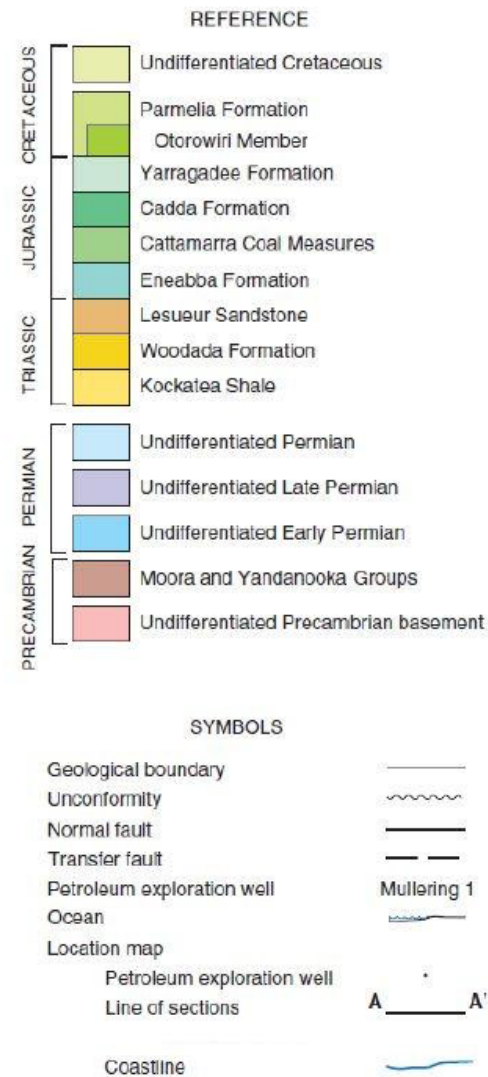 REFERENCE
CRETACEOUS
Undifferentiated Cretaceous
Parmelia Formation
Otorowiri Member
JURASSIC
Yarragadee Formation
Cadda Formation
Cattamarra Coal Measures
Eneabba Formation
TRIASSIC
Lesueur Sandstone
Woodada Formation
Kockatea Shale
PERMIAN
Undifferentiated Permian
Undifferentiated Late Permian
Undifferentiated Early Permian
PRECAMBRIAN
Moora and Yandanooka Groups
Undifferentiated Precambrian basement
SYMBOLS
Geological boundary
Unconformity
Normal fault
Transfer fault
Petroleum exploration well Mullering 1
Ocean
Location map
Petroleum exploration well
Line of sections A A'
Coastline